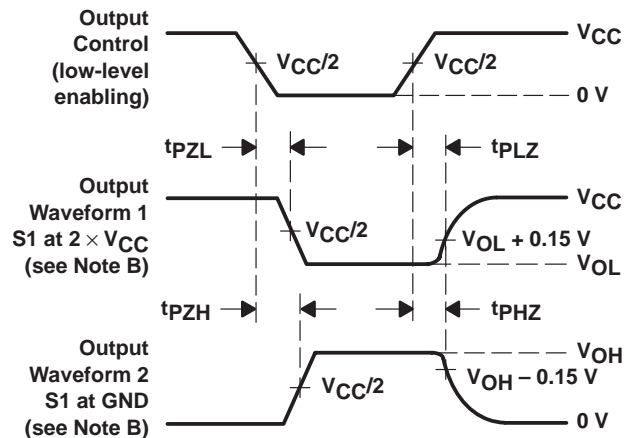 Output
Control
(low-level
enabling)
VCC/2
VCC/2
VCC
0 V
tPZL
tPLZ
Output
Waveform 1
S1 at 2 × VCC
(see Note B)
VCC/2
VCC
VOL + 0.15 V
VOL
tPZH
tPHZ
Output
Waveform 2
S1 at GND
(see Note B)
VCC/2
VOH
VOH – 0.15 V
0 V